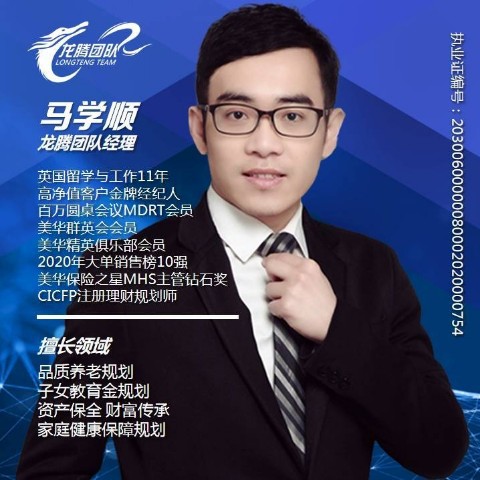 龙腾团队
LONGTENG TEAM
马学顺
龙腾团队经理
英国留学与工作11年
高净值客户金牌经纪人
百万圆桌会议MDRT会员
美华群英会会员
美华精英俱乐部会员
2020年大单销售榜10强
美华保险之星MHS主管钻石奖
CICFP注册理财规划师
擅长领域
品质养老规划
子女教育金规划
资产保全 财富传承
家庭健康保障规划
执业证编号：20300600000080002020000754